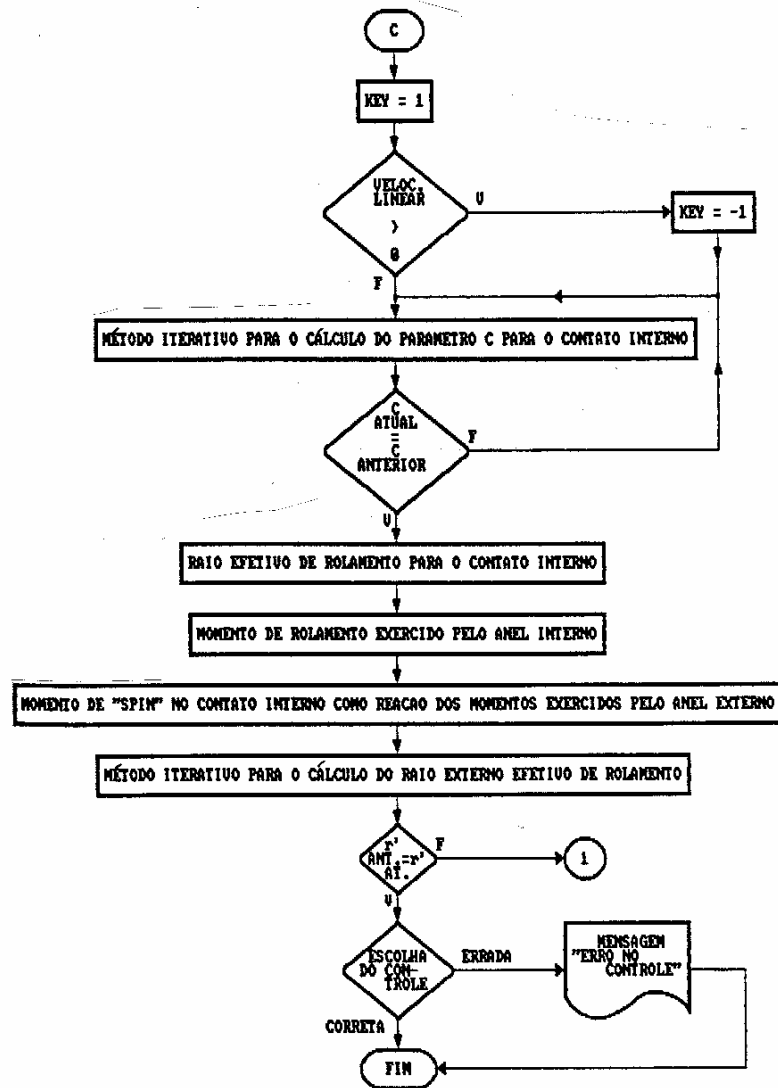 C
KEY = 1
VELOC.
LINEAR
>
0
V
KEY = -1
F
MÉTODO ITERATIVO PARA O CÁLCULO DO PARAMETRO C PARA O CONTATO INTERNO
C
ATUAL
=
C
ANTERIOR
F
V
RAIO EFETIVO DE ROLAMENTO PARA O CONTATO INTERNO
MOMENTO DE ROLAMENTO EXERCIDO PELO ANEL INTERNO
MOMENTO DE "SPIN" NO CONTATO INTERNO COMO REACAO DOS MOMENTOS EXERCIDOS PELO ANEL EXTERNO
MÉTODO ITERATIVO PARA O CÁLCULO DO RAIO EXTERNO EFETIVO DE ROLAMENTO
r'
ANT.=r'
AT.
F
1
V
ESCOLHA
DO CON-
TROLE
ERRADA
MENSAGEM
"ERRO NO
CONTROLE"
CORRETA
FIM